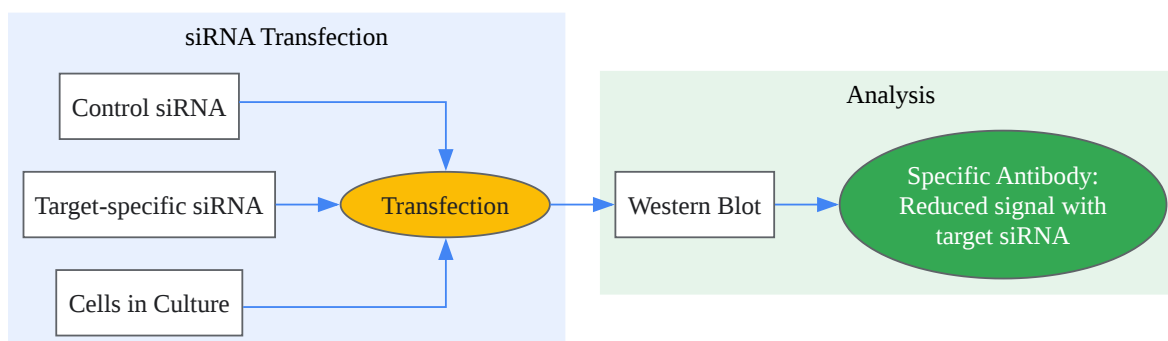 siRNA Transfection
Control siRNA
Target-specific siRNA
Cells in Culture
Transfection
Analysis
Western Blot
Specific Antibody:
Reduced signal with
target siRNA